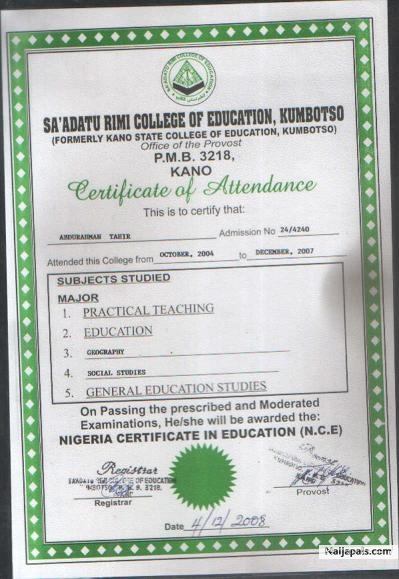 SA'ADATU RIMI COLLEGE OF EDUCATION, KUMBOTSO
(FORMERLY KANO STATE COLLEGE OF EDUCATION, KUMBOTSO)
Office of the Provost
P.M.B. 3218,
KANO
Certificate of Attendance
This is to certify that:
ABDURAHMAN TAHIR Admission No 24/4240
Attended this College from OCTOBER, 2004 to DECEMBER, 2007
SUBJECTS STUDIED
MAJOR
1. PRACTICAL TEACHING
2. EDUCATION
3. GEOGRAPHY
4. SOCIAL STUDIES
5. GENERAL EDUCATION STUDIES
On Passing the prescribed and Moderated
Examinations, He/she will be awarded the:
NIGERIA CERTIFICATE IN EDUCATION (N.C.E)
Registrar
Registrar
Provost
Date 4/12/2008
Naijapals.com